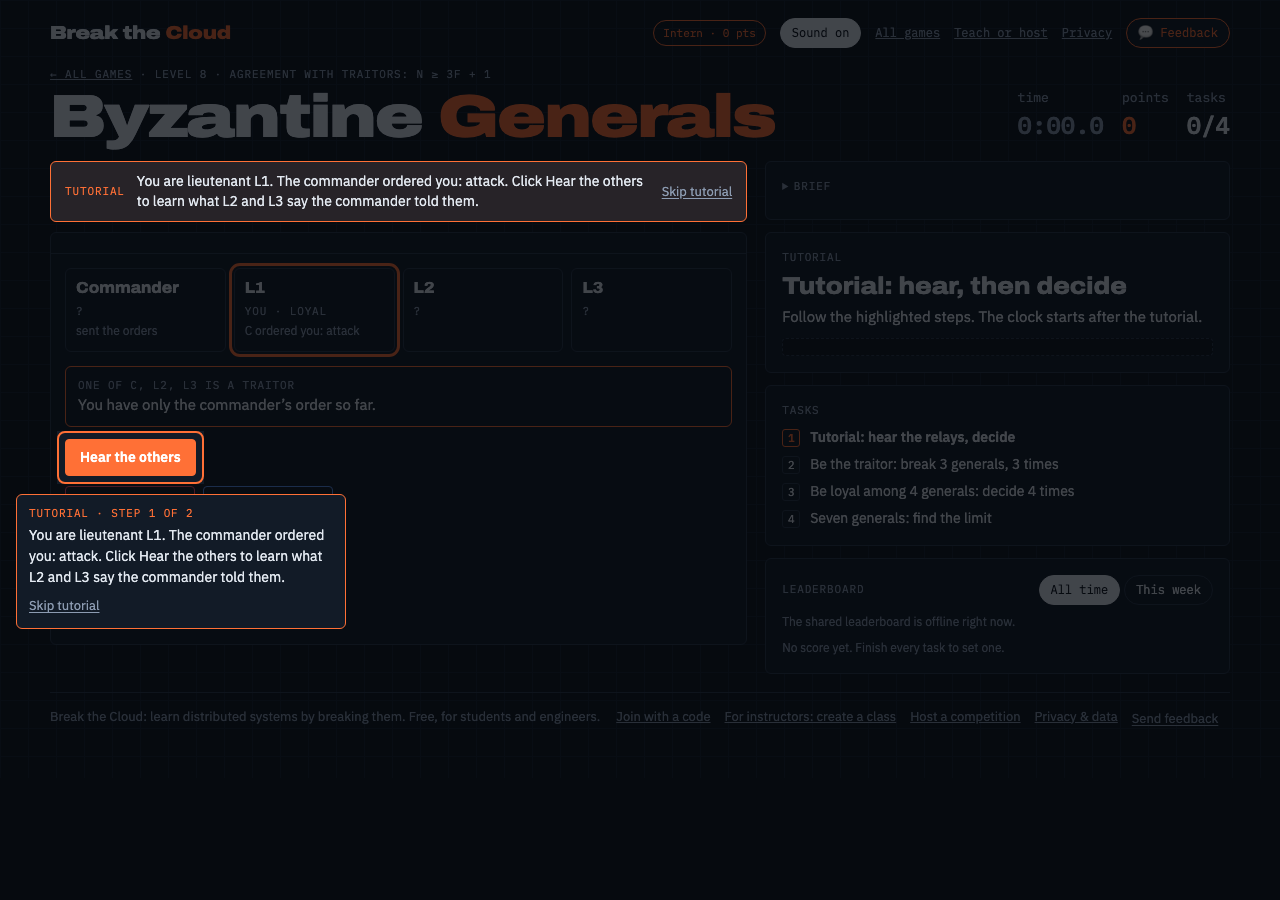 Break the Cloud
Intern · 0 pts
Sound on
All games
Teach or host
Privacy
💬 Feedback
← ALL GAMES · LEVEL 8 · AGREEMENT WITH TRAITORS: N ≥ 3F + 1
Byzantine Generals
time
points
tasks
0:00.0
0
0/4
TUTORIAL
You are lieutenant L1. The commander ordered you: attack. Click Hear the others
to learn what L2 and L3 say the commander told them.
Skip tutorial
▶ BRIEF
Commander
?
sent the orders
L1
YOU · LOYAL
C ordered you: attack
L2
?
L3
?
ONE OF C, L2, L3 IS A TRAITOR
You have only the commander’s order so far.
Hear the others
TUTORIAL · STEP 1 OF 2
You are lieutenant L1. The commander ordered
you: attack. Click Hear the others to learn what
L2 and L3 say the commander told them.
Skip tutorial
TUTORIAL
Tutorial: hear, then decide
Follow the highlighted steps. The clock starts after the tutorial.
TASKS
1 Tutorial: hear the relays, decide
2 Be the traitor: break 3 generals, 3 times
3 Be loyal among 4 generals: decide 4 times
4 Seven generals: find the limit
LEADERBOARD
All time
This week
The shared leaderboard is offline right now.
No score yet. Finish every task to set one.
Break the Cloud: learn distributed systems by breaking them. Free, for students and engineers.
Join with a code
For instructors: create a class
Host a competition
Privacy & data
Send feedback